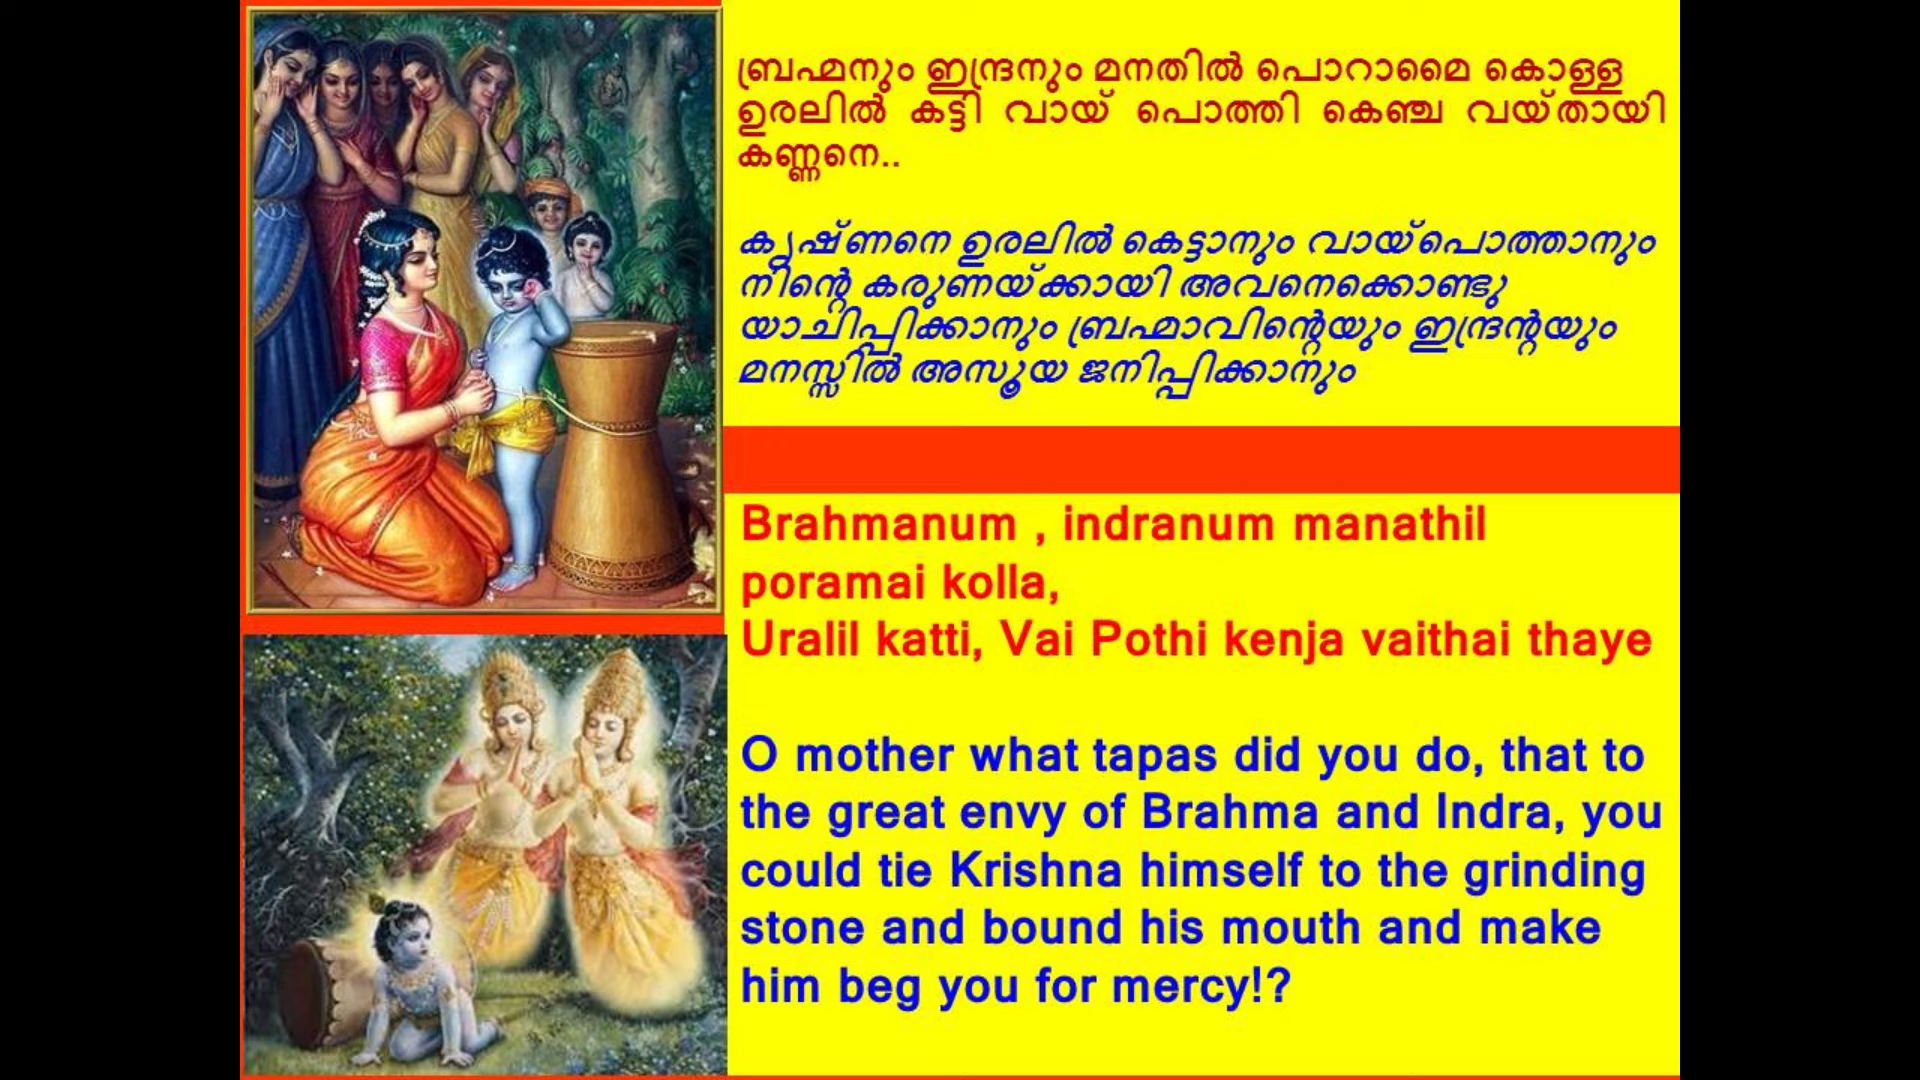 ബ്രഹ്മനും ഇന്ദ്രനും മനതിൽ പൊറാമൈ കൊള്ള
ഉരലിൽ കട്ടി വായ് പൊത്തി കെഞ്ച വയ്തായി
കണ്ണനെ..
കൃഷ്ണനെ ഉരലിൽ കെട്ടാനും വായ്പൊത്താനും
നിന്റെ കരുണയ്ക്കായി അവനെക്കൊണ്ടു
യാചിപ്പിക്കാനും ബ്രഹ്മാവിന്റെയും ഇന്ദ്രന്റയും
മനസ്സിൽ അസൂയ ജനിപ്പിക്കാനും
Brahmanum , indranum manathil
poramai kolla,
Uralil katti, Vai Pothi kenja vaithai thaye
O mother what tapas did you do, that to
the great envy of Brahma and Indra, you
could tie Krishna himself to the grinding
stone and bound his mouth and make
him beg you for mercy!?